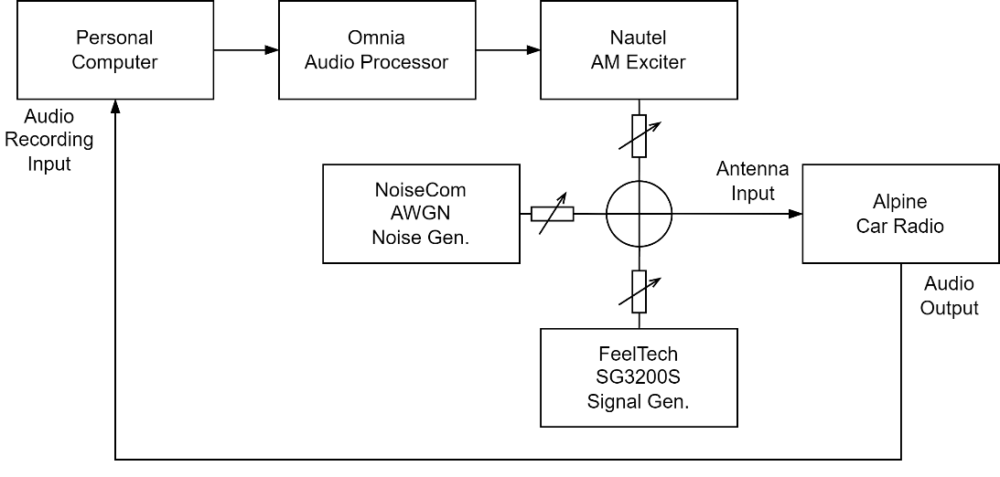 Personal
Computer
Omnia
Audio Processor
Nautel
AM Exciter
Audio
Recording
Input
NoiseCom
AWGN
Noise Gen.
Antenna
Input
Alpine
Car Radio
Audio
Output
FeelTech
SG3200S
Signal Gen.